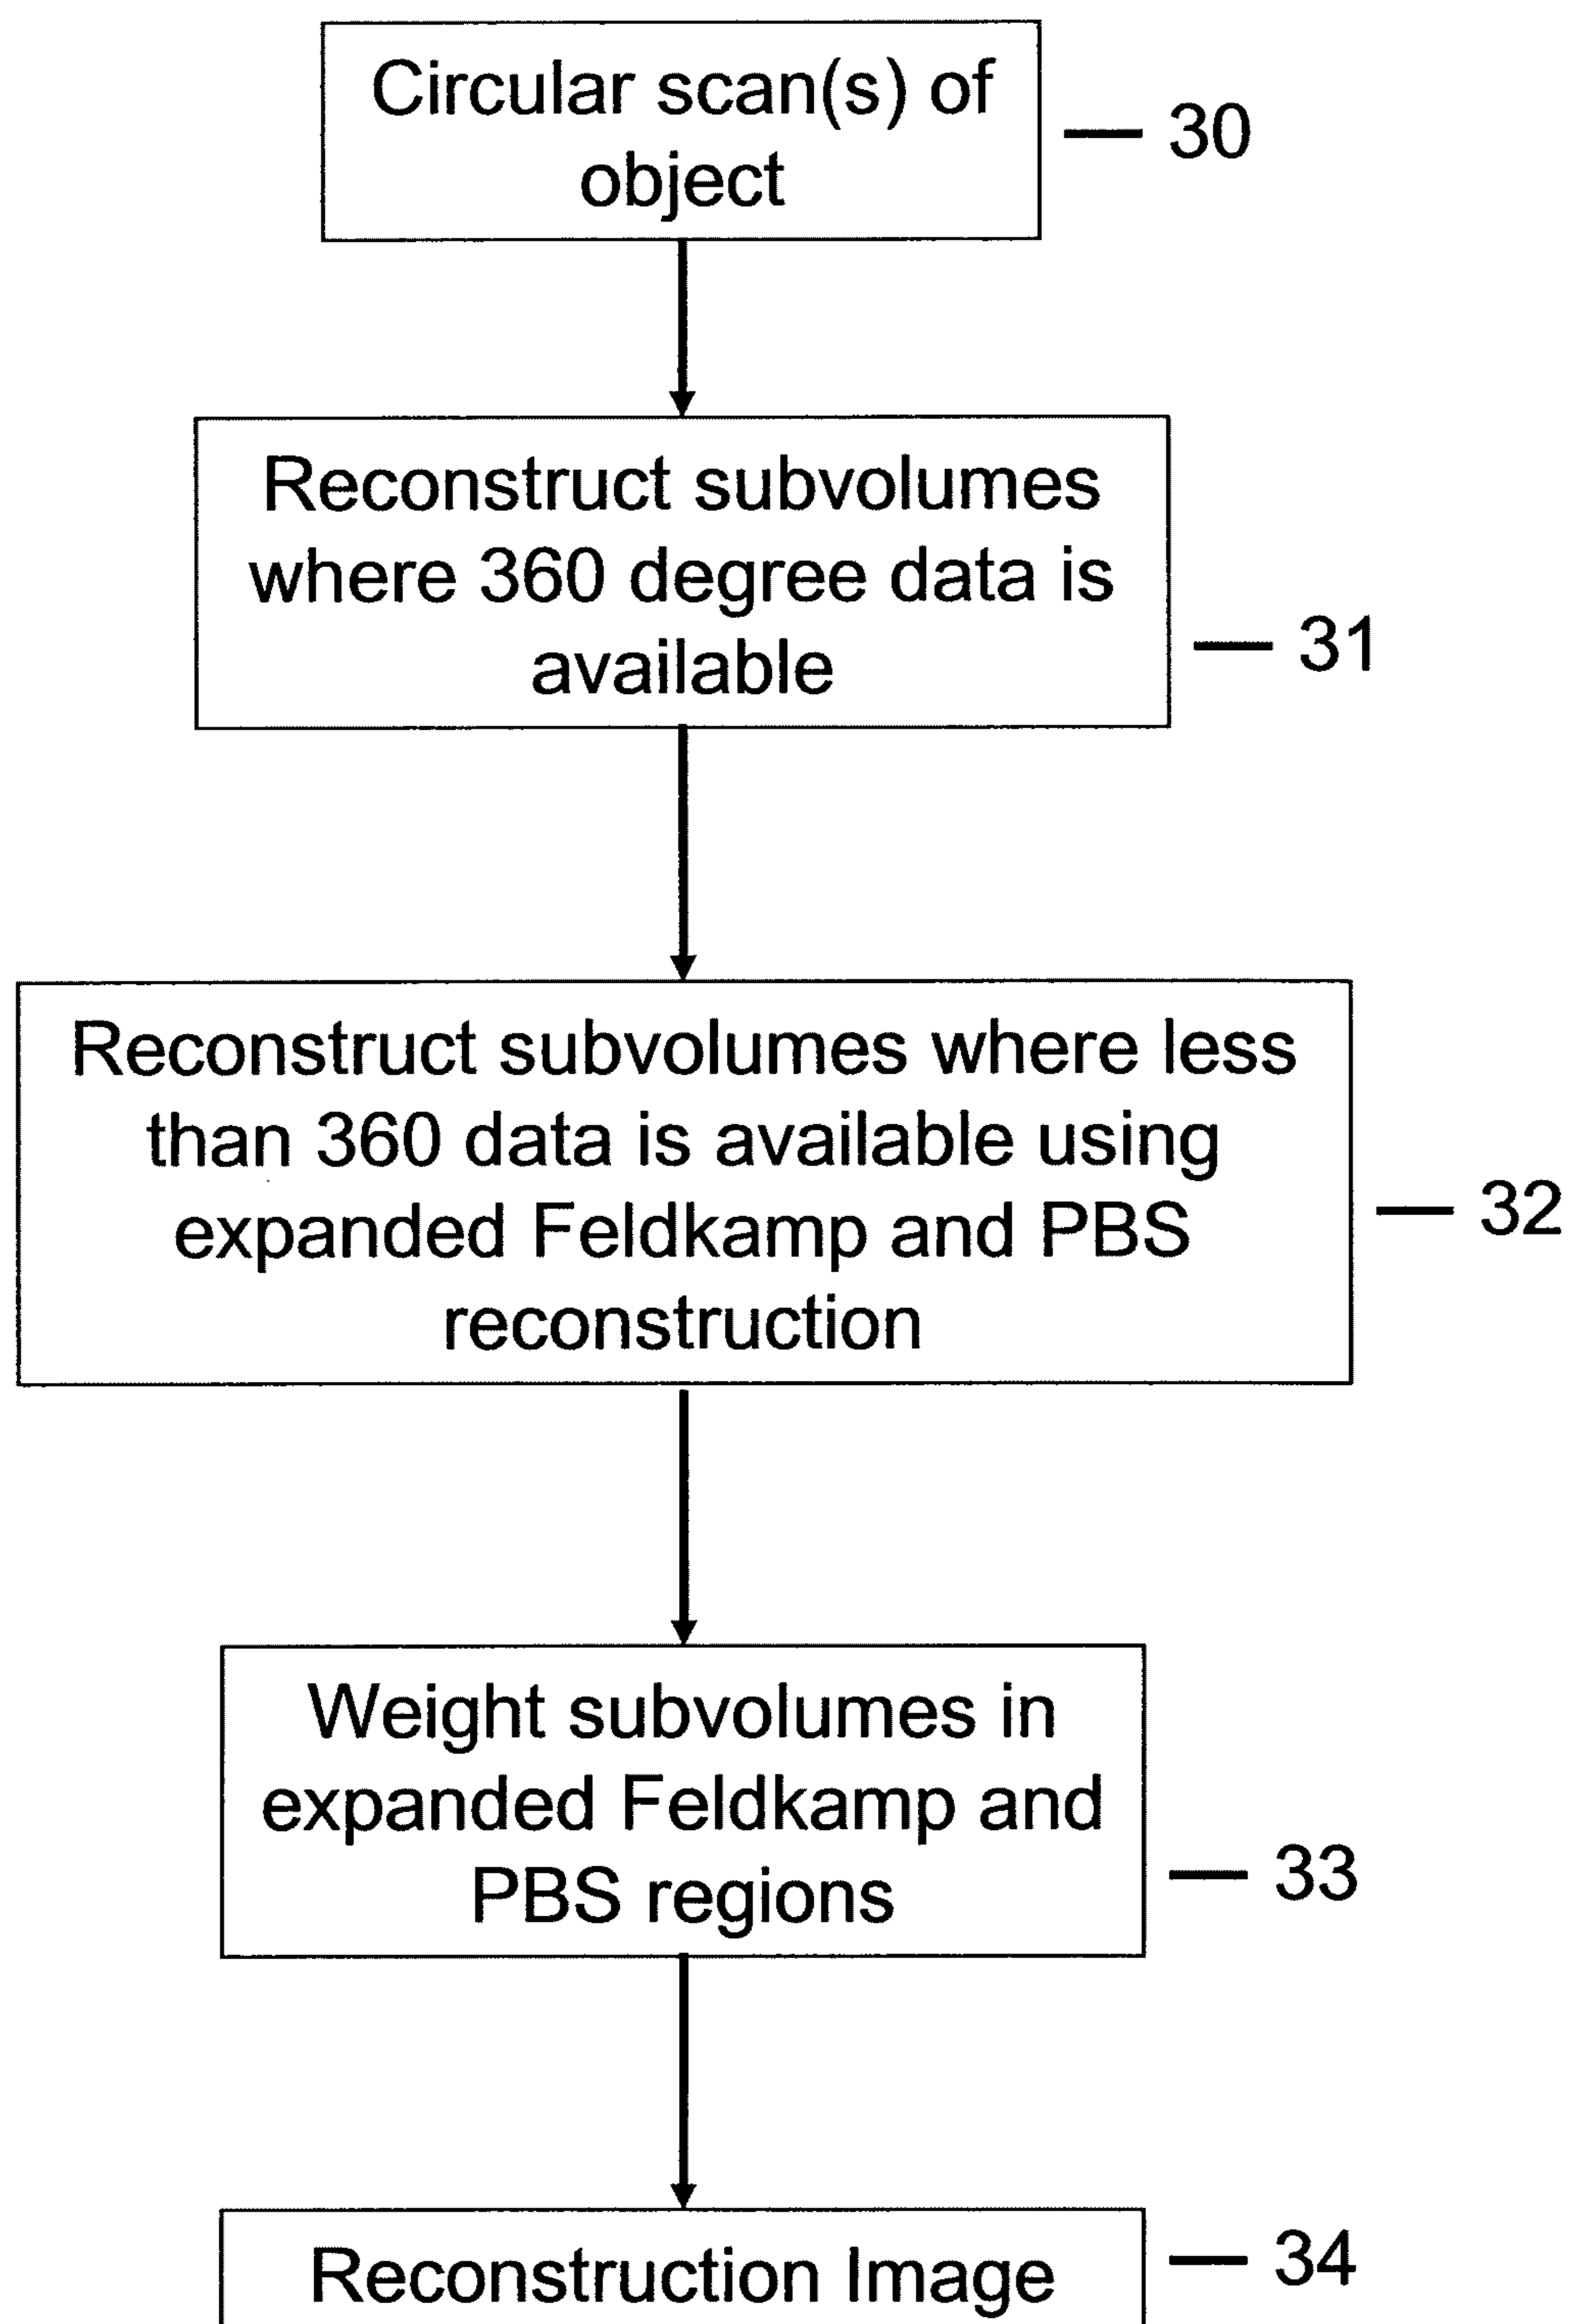 Circular scan(s) of
object
30
Reconstruct subvolumes
where 360 degree data is
available
31
Reconstruct subvolumes where less
than 360 data is available using
expanded Feldkamp and PBS
reconstruction
32
Weight subvolumes in
expanded Feldkamp and
PBS regions
33
Reconstruction Image
34